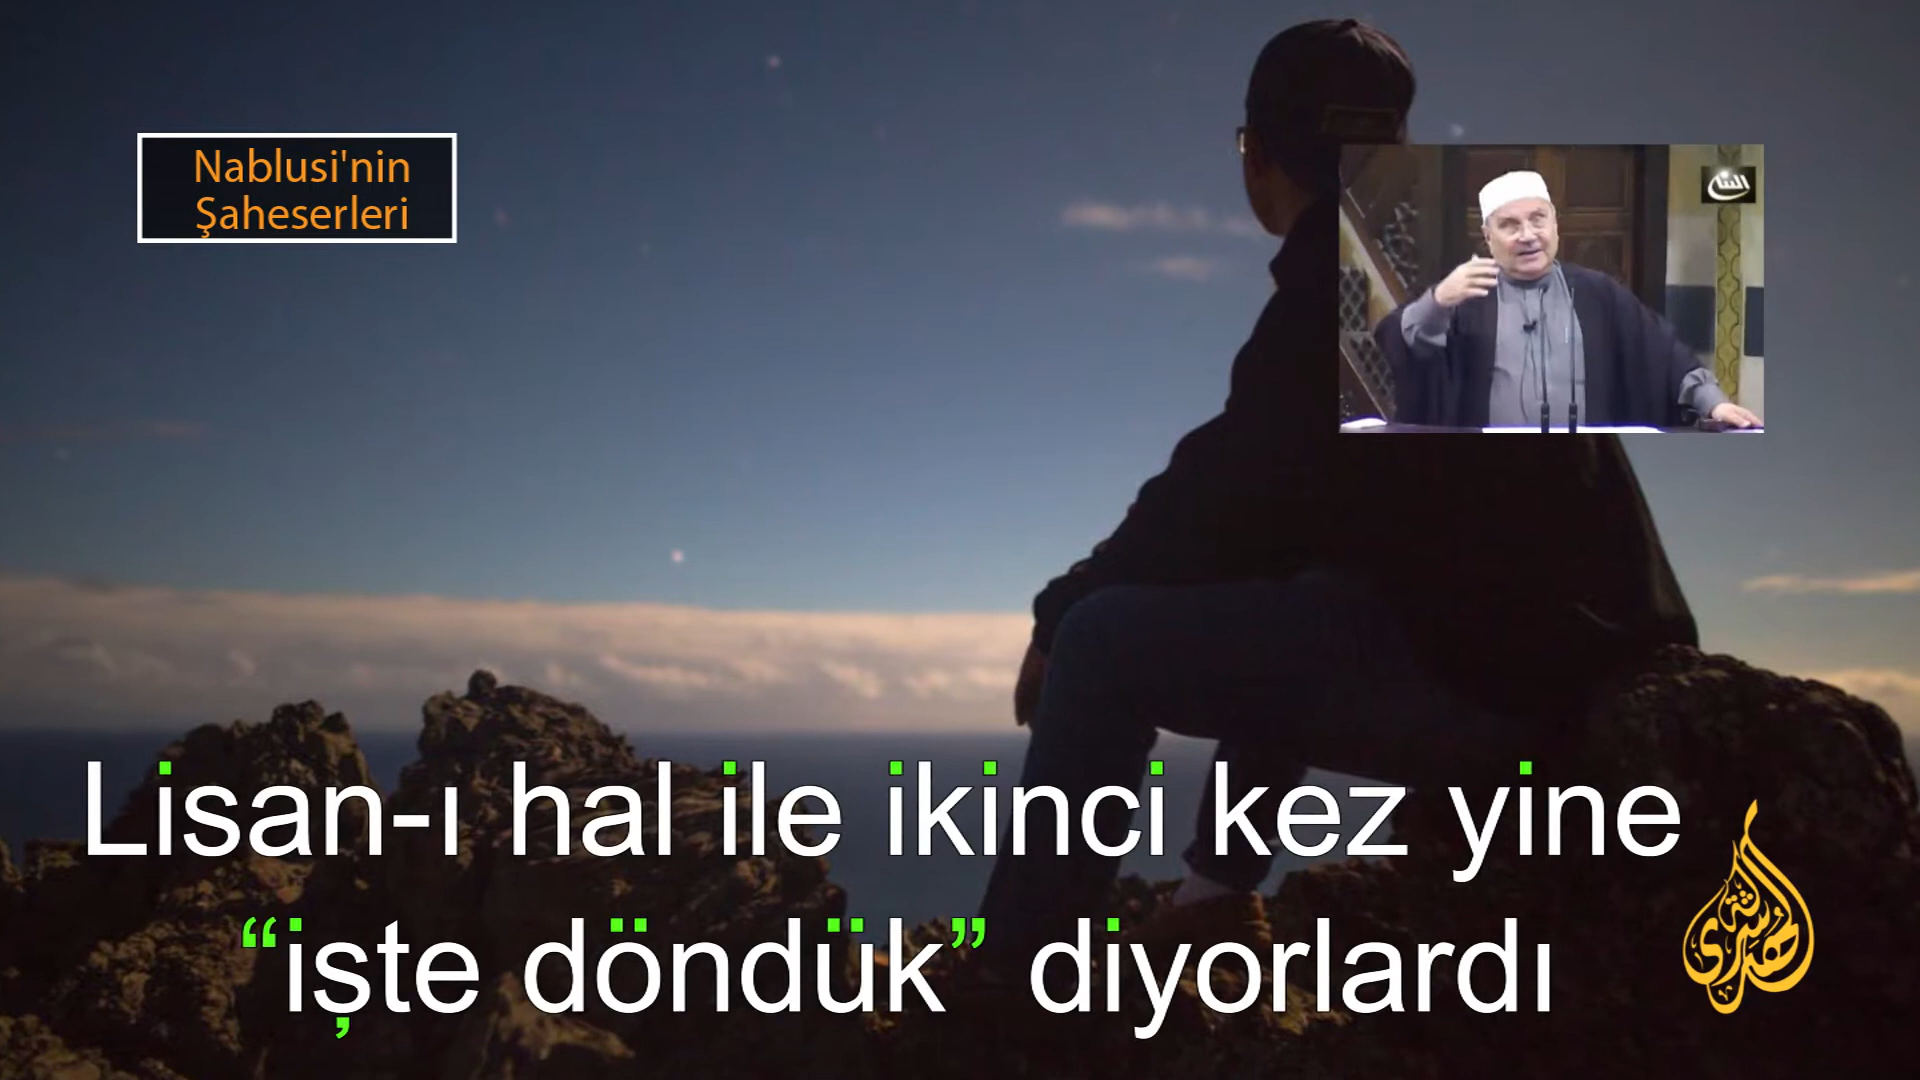 Nablusi'nin
Şaheserleri
Lisan-ı hal ile ikinci kez yine
“işte döndük” diyorlardı